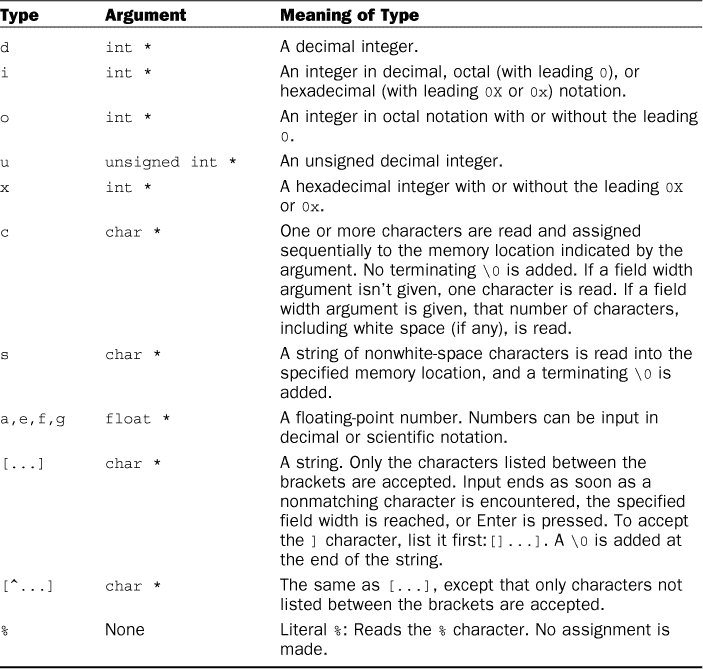 Type Argument Meaning of Type
d int * A decimal integer.
i int * An integer in decimal, octal (with leading 0), or
hexadecimal (with leading 0X or 0x) notation.
o int * An integer in octal notation with or without the leading
0.
u unsigned int * An unsigned decimal integer.
x int * A hexadecimal integer with or without the leading 0X
or 0x.
c char * One or more characters are read and assigned
sequentially to the memory location indicated by the
argument. No terminating \0 is added. If a field width
argument isn't given, one character is read. If a field
width argument is given, that number of characters,
including white space (if any), is read.
s char * A string of nonwhite-space characters is read into the
specified memory location, and a terminating \0 is
added.
a,e,f,g float * A floating-point number. Numbers can be input in
decimal or scientific notation.
[...] char * A string. Only the characters listed between the
brackets are accepted. Input ends as soon as a
nonmatching character is encountered, the specified
field width is reached, or Enter is pressed. To accept
the ] character, list it first: []...]. A \0 is added at
the end of the string.
[^...] char * The same as [...], except that only characters not
listed between the brackets are accepted.
% None Literal %: Reads the % character. No assignment is
made.